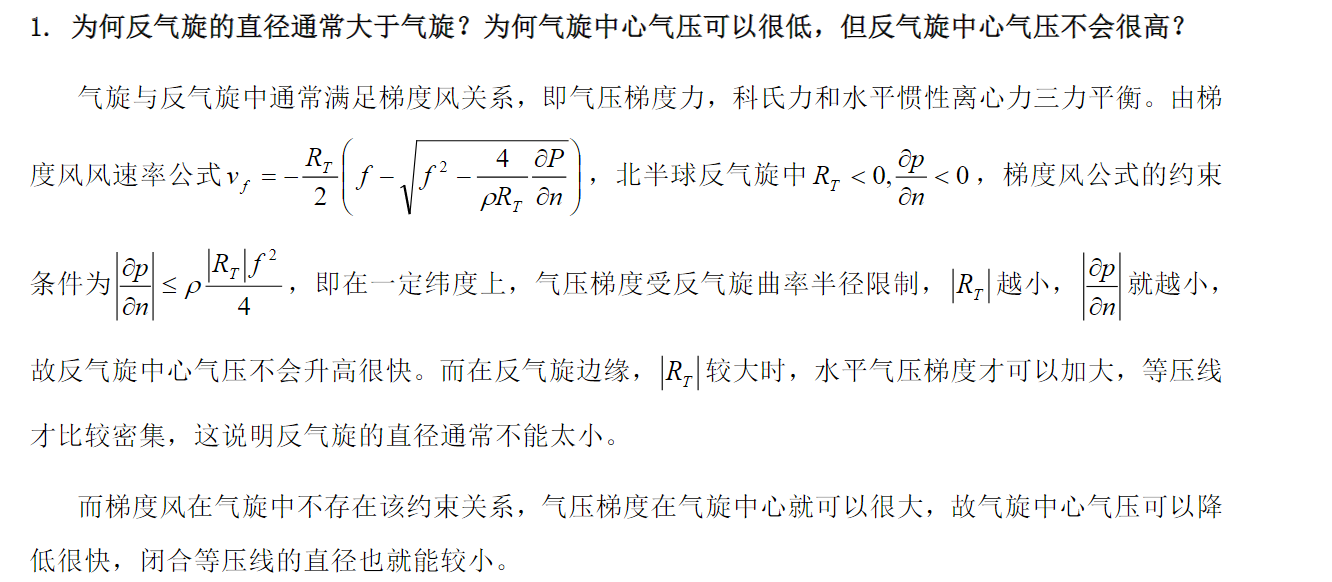 1. 为何反气旋的直径通常大于气旋？为何气旋中心气压可以很低，但反气旋中心气压不会很高？
气旋与反气旋中通常满足梯度风关系，即气压梯度力，科氏力和水平惯性离心力三力平衡。由梯
度风风速率公式 $v_f = -\frac{R_T}{2}\left(f - \sqrt{f^2 - \frac{4}{\rho R_T}\frac{\partial P}{\partial n}}\right)$，北半球反气旋中 $R_T < 0, \frac{\partial p}{\partial n} < 0$，梯度风公式的约束
条件为 $\left|\frac{\partial p}{\partial n}\right| \leq \rho \frac{|R_T| f^2}{4}$，即在一定纬度上，气压梯度受反气旋曲率半径限制，$|R_T|$ 越小，$\left|\frac{\partial p}{\partial n}\right|$ 就越小，
故反气旋中心气压不会升高很快。而在反气旋边缘，$|R_T|$ 较大时，水平气压梯度才可以加大，等压线
才比较密集，这说明反气旋的直径通常不能太小。
而梯度风在气旋中不存在该约束关系，气压梯度在气旋中心就可以很大，故气旋中心气压可以降
低很快，闭合等压线的直径也就能较小。